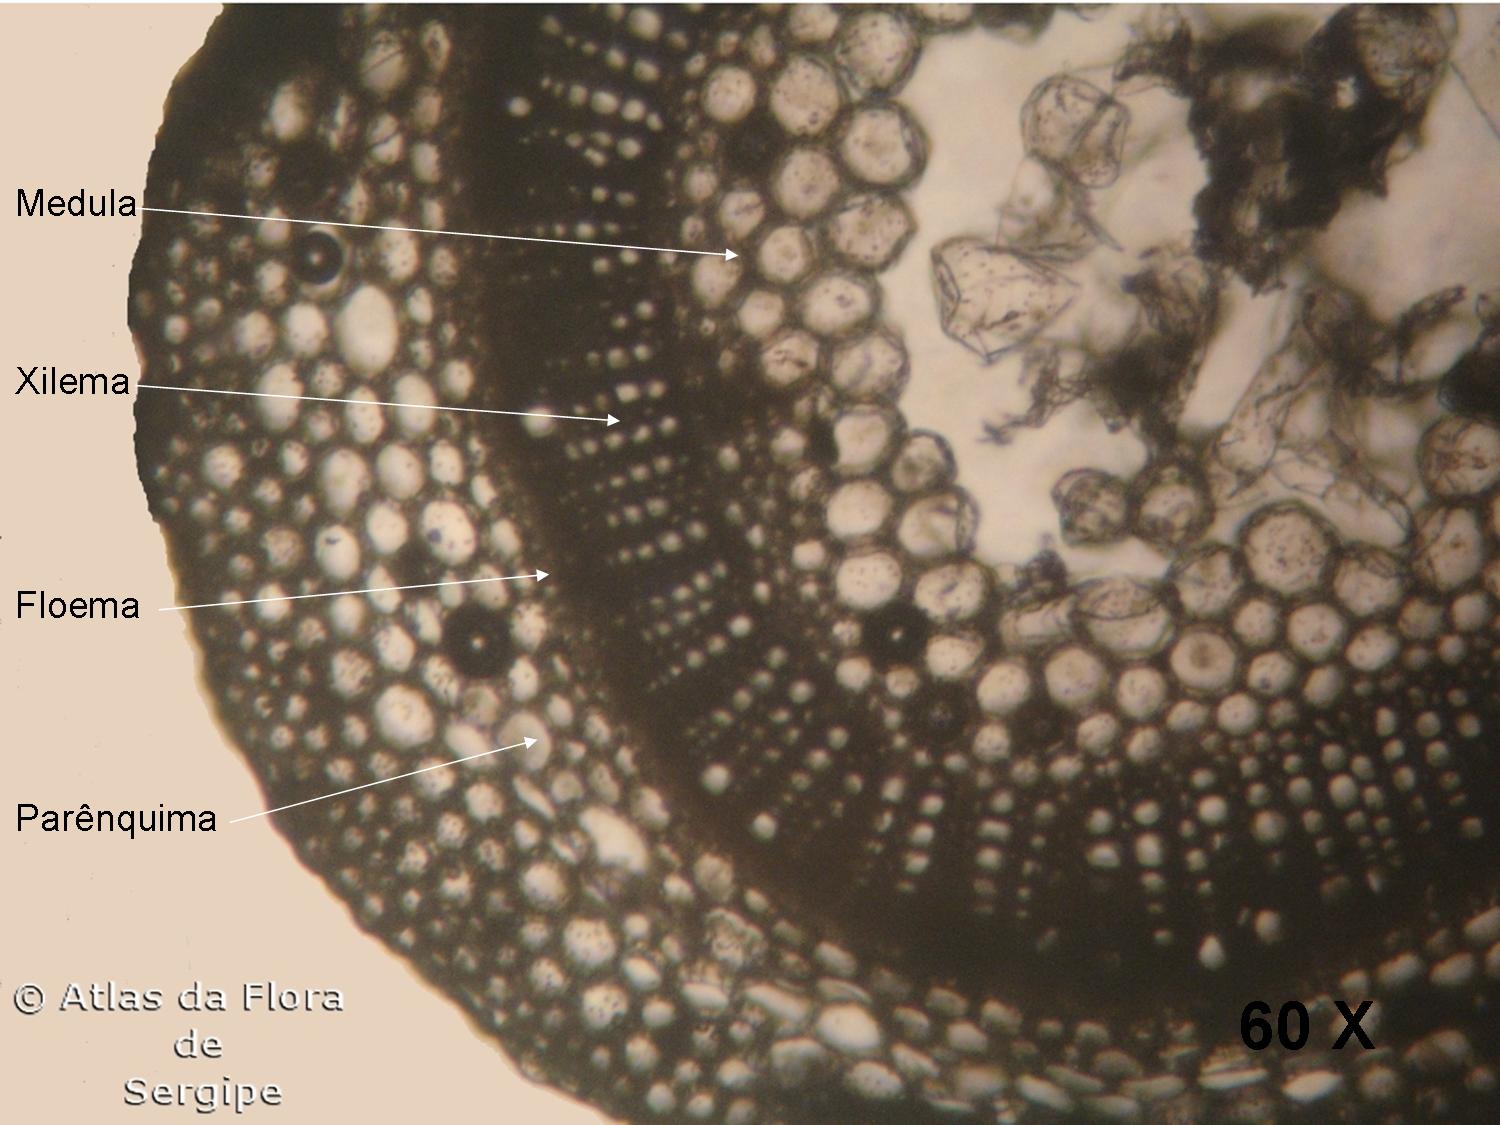 Medula
Xilema
Floema
Parênquima
© Atlas da Flora
de
Sergipe
60 X